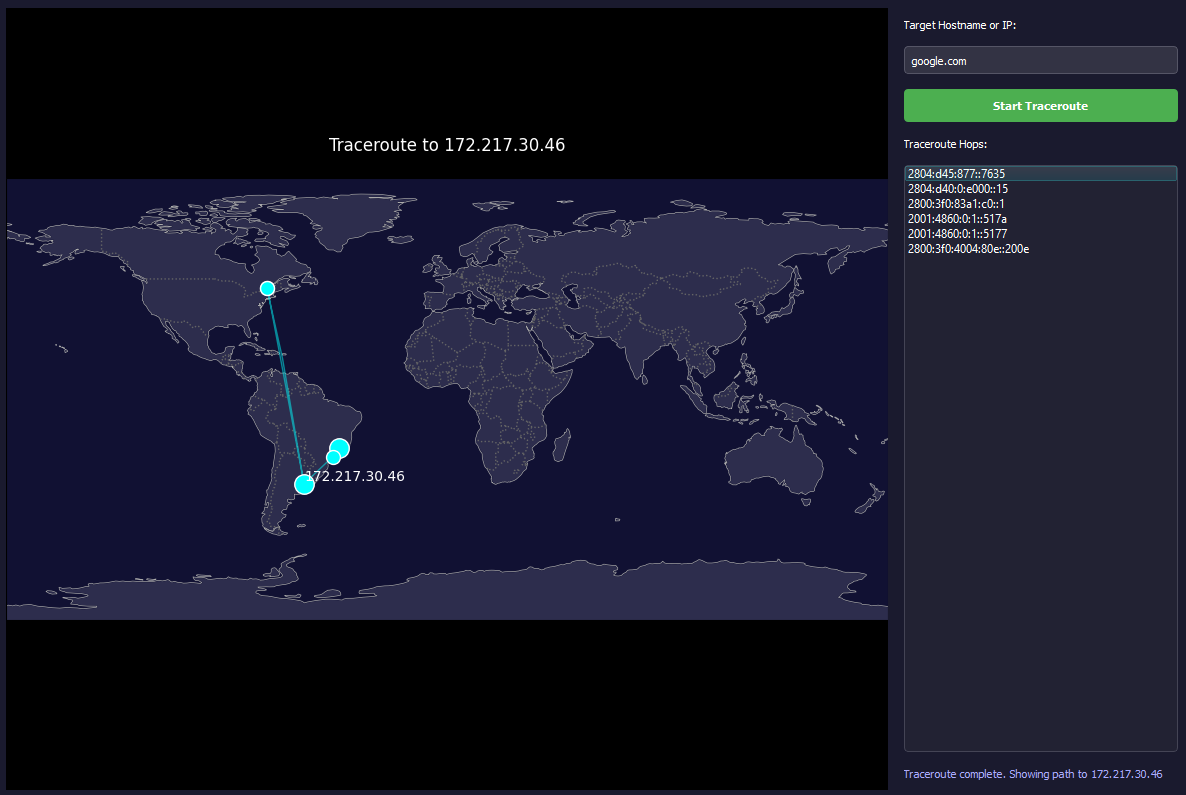 Target Hostname or IP:
google.com
Start Traceroute
Traceroute to 172.217.30.46
Traceroute Hops:
2804:d45:877::7635
2804:d40:0:e000::15
2800:3f0:83a1:c0::1
2001:4860:0:1::517a
2001:4860:0:1::5177
2800:3f0:4004:80e::200e
172.217.30.46
Traceroute complete. Showing path to 172.217.30.46